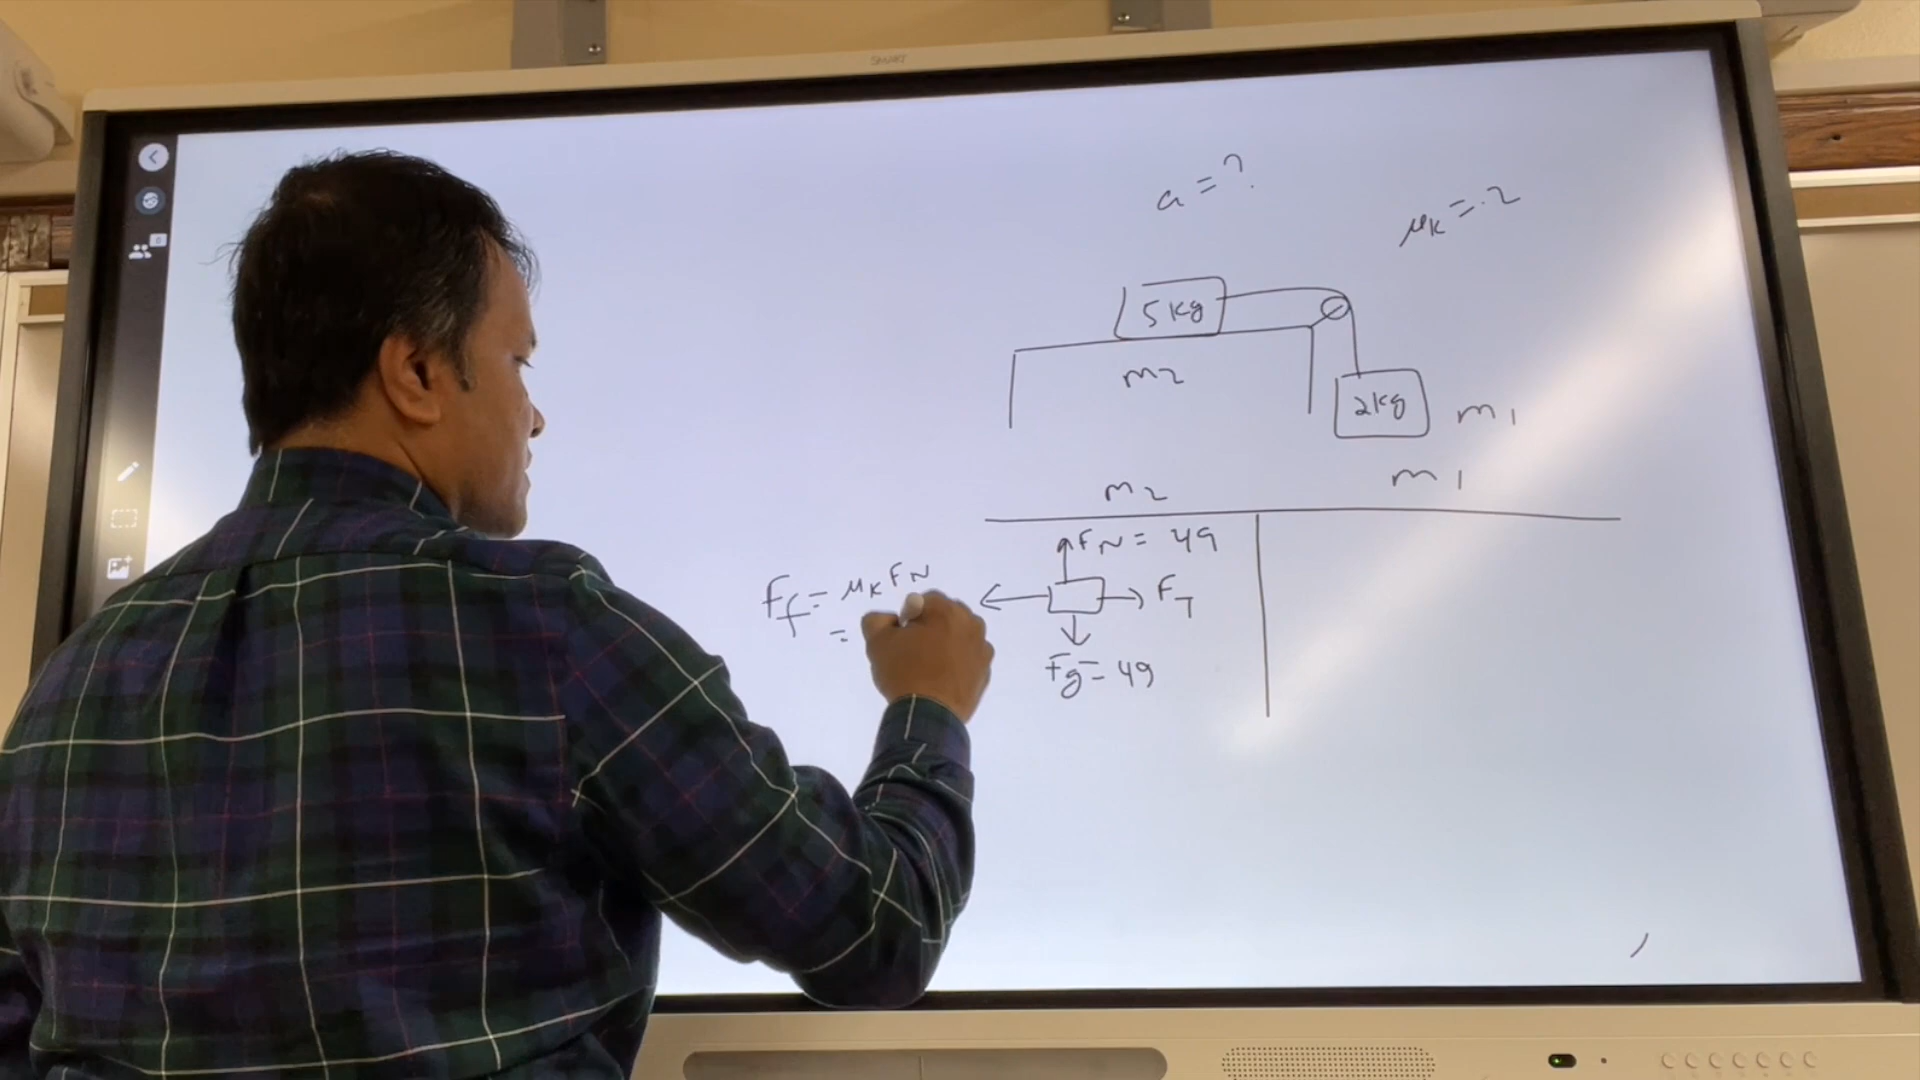 SMART
a = ?
μk = .2
5 kg
m2
2kg
m1
m2
m1
FN = 49
Ff = μk FN
=
FT
Fg = 49